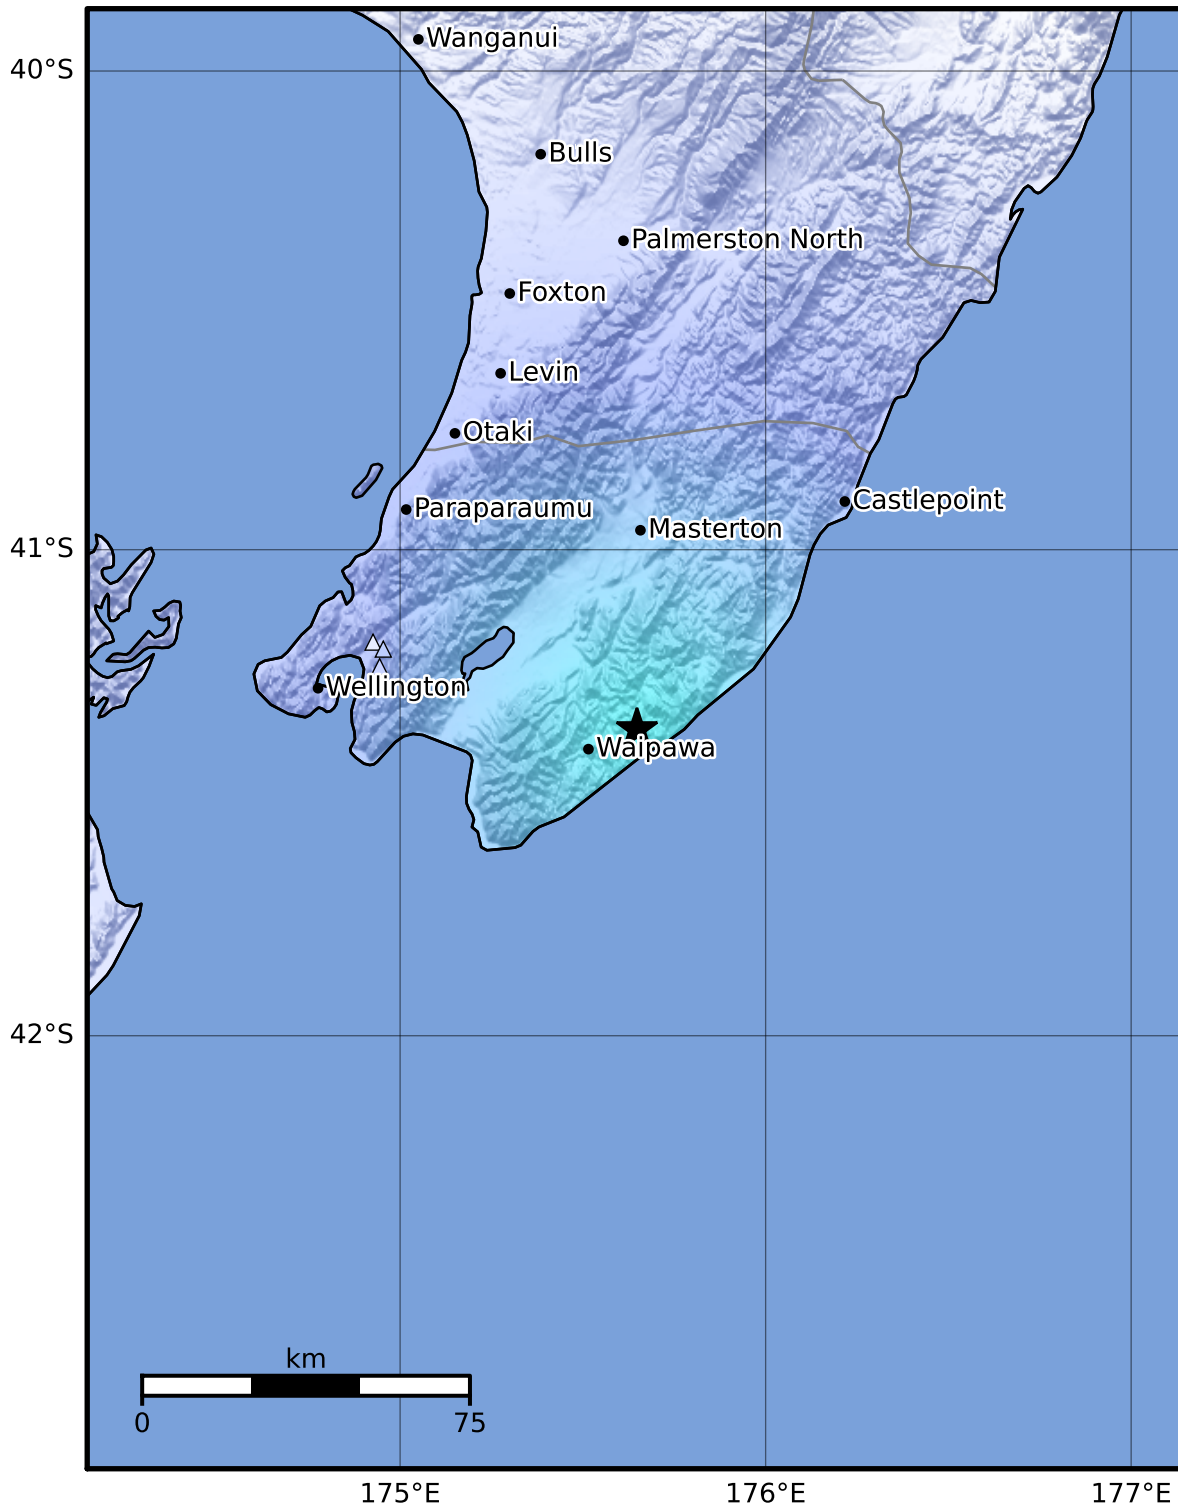 Wanganui
40°S
Bulls
Palmerston North
Foxton
Levin
Otaki
Castlepoint
Paraparaumu
Masterton
41°S
Wellington
Waipawa
42°S
km
0
75
175°E
176°E
177°E